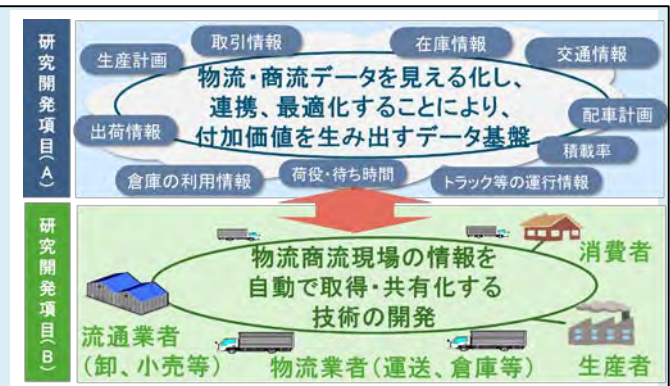 研究開発項目(A)
取引情報
在庫情報
交通情報
生産計画
物流・商流データを見える化し、
連携、最適化することにより、
付加価値を生み出すデータ基盤
配車計画
出荷情報
積載率
倉庫の利用情報
荷役・待ち時間
トラック等の運行情報
研究開発項目(B)
物流商流現場の情報を
自動で取得・共有化する
技術の開発
消費者
流通業者
(卸、小売等)
物流業者(運送、倉庫等)
生産者